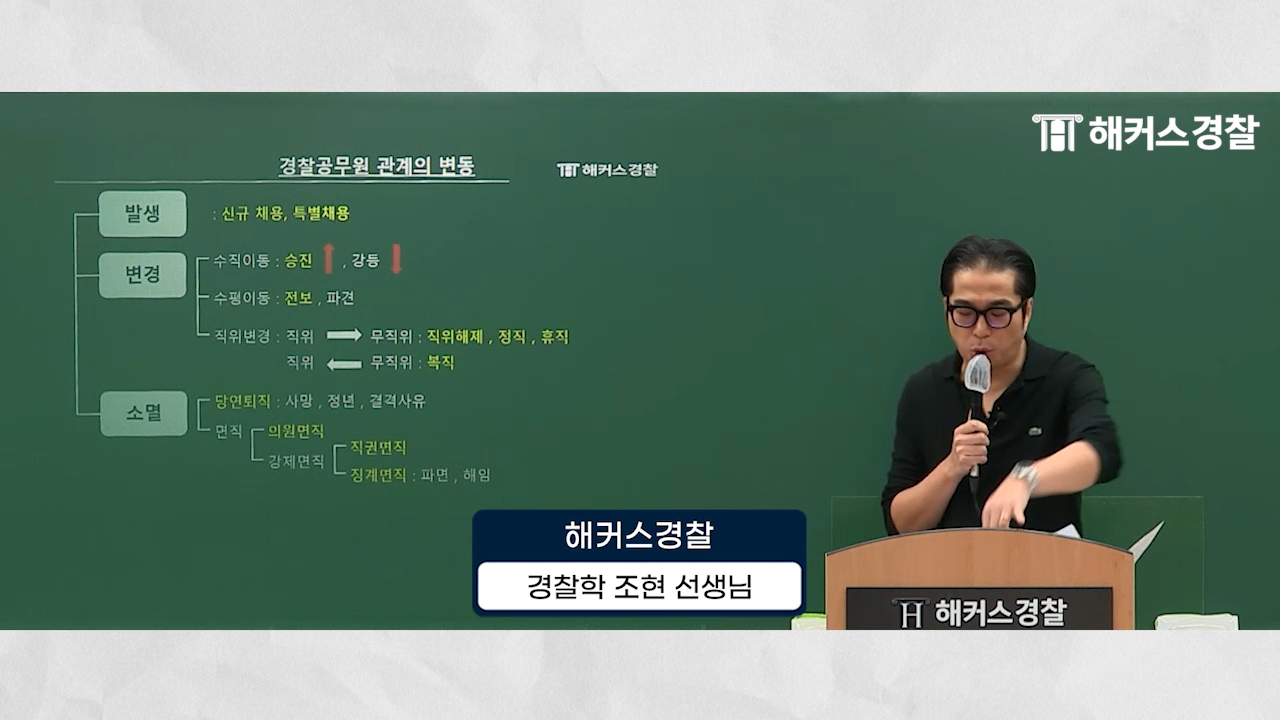 해커스경찰
경찰공무원 관계의 변동
해커스경찰
발생 : 신규 채용, 특별채용
변경
수직이동 : 승진 , 강등
수평이동 : 전보 , 파견
직위변경 : 직위 무직위 : 직위해제 , 정직 , 휴직
직위 무직위 : 복직
소멸
당연퇴직 : 사망 , 정년 , 결격사유
면직 의원면직
강제면직 직권면직
징계면직 : 파면 , 해임
해커스경찰
경찰학 조현 선생님
해커스경찰